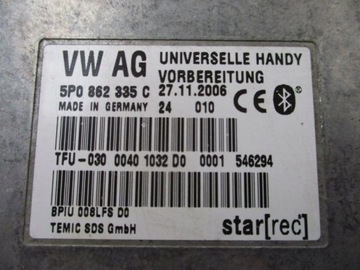 VW AG UNIVERSELLE HANDY
VORBEREITUNG
5P0 862 335 C 27.11.2006
MADE IN GERMANY 24 010
TFU-030 0040 1032 D0 0001 546294
BPIU 008LFS D0
TEMIC SDS GmbH
star[rec]